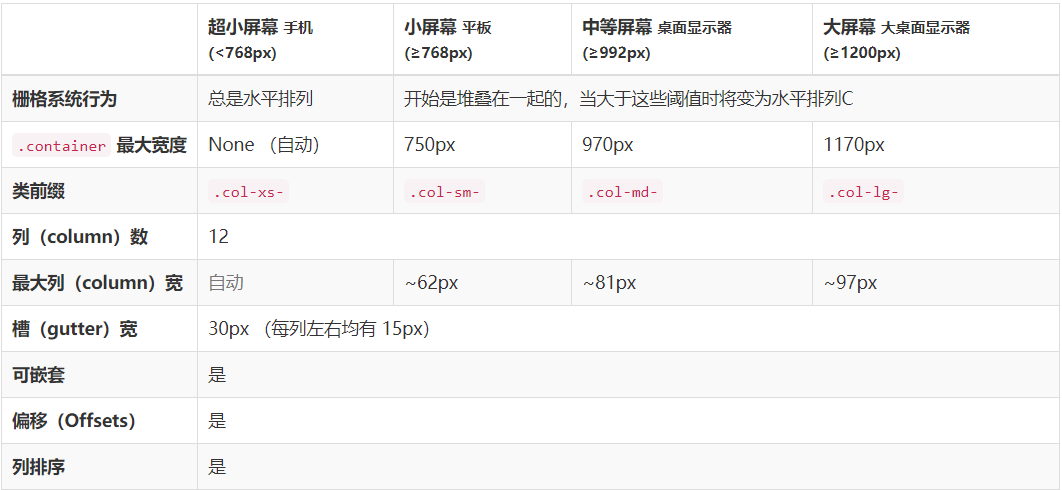 超小屏幕 手机 小屏幕 平板 中等屏幕 桌面显示器 大屏幕 大桌面显示器
(<768px) (≥768px) (≥992px) (≥1200px)
栅格系统行为 总是水平排列 开始是堆叠在一起的，当大于这些阈值时将变为水平排列C
.container 最大宽度 None （自动） 750px 970px 1170px
类前缀 .col-xs- .col-sm- .col-md- .col-lg-
列（column）数 12
最大列（column）宽 自动 ~62px ~81px ~97px
槽（gutter）宽 30px （每列左右均有 15px）
可嵌套 是
偏移（Offsets） 是
列排序 是